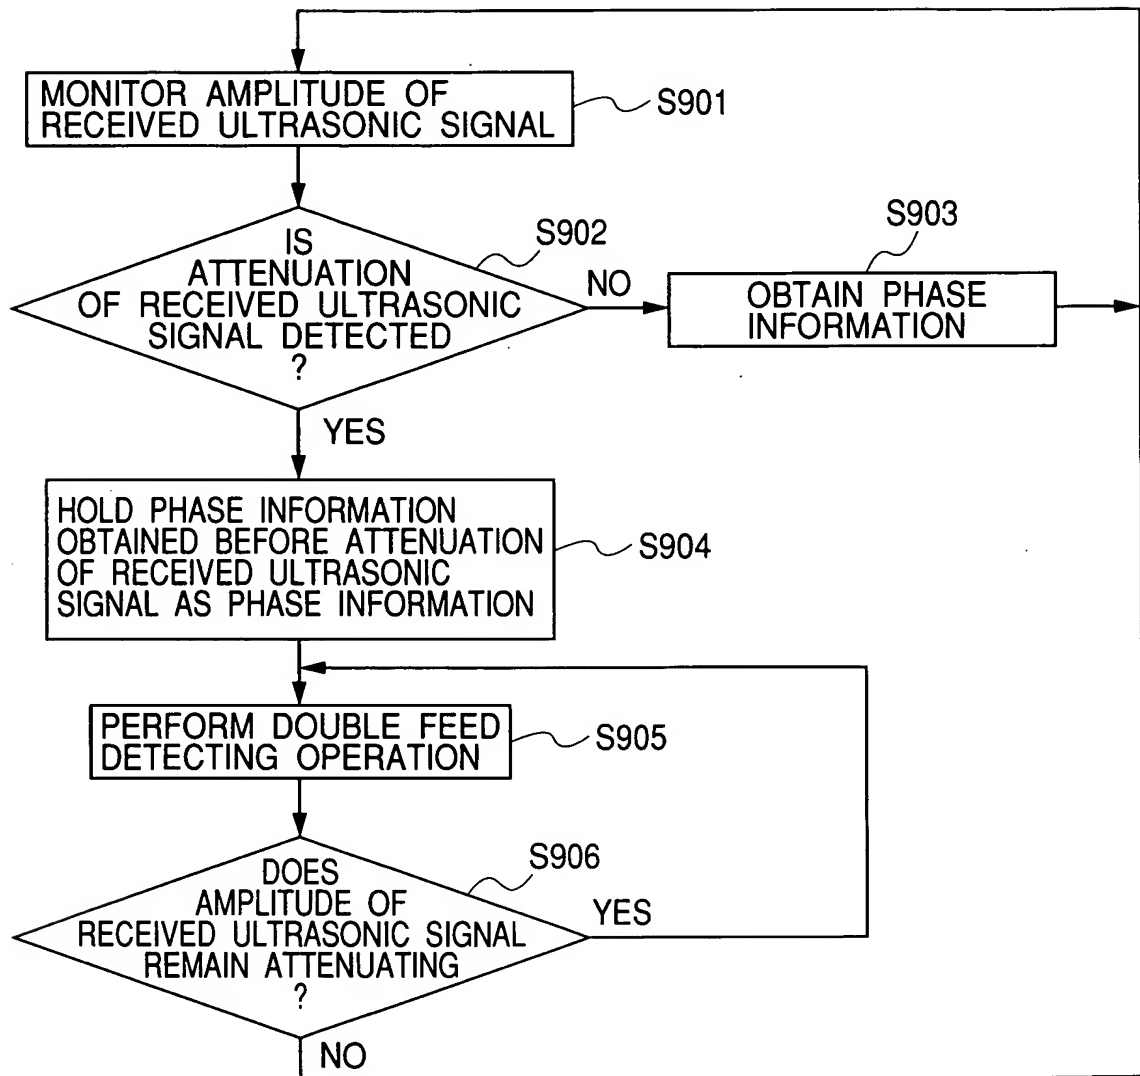 MONITOR AMPLITUDE OF
RECEIVED ULTRASONIC SIGNAL
S901
IS
ATTENUATION
OF RECEIVED ULTRASONIC
SIGNAL DETECTED
?
S902
NO
S903
OBTAIN PHASE
INFORMATION
YES
HOLD PHASE INFORMATION
OBTAINED BEFORE ATTENUATION
OF RECEIVED ULTRASONIC
SIGNAL AS PHASE INFORMATION
S904
PERFORM DOUBLE FEED
DETECTING OPERATION
S905
DOES
AMPLITUDE OF
RECEIVED ULTRASONIC SIGNAL
REMAIN ATTENUATING
?
S906
YES
NO